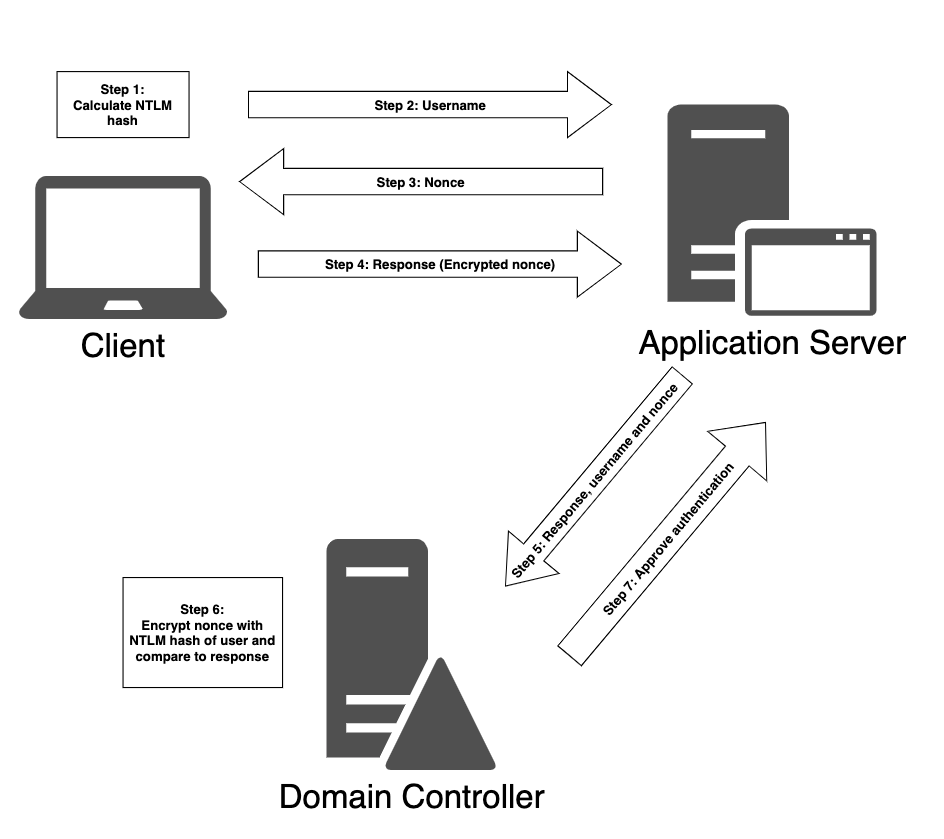 Step 1:
Calculate NTLM
hash
Step 2: Username
Step 3: Nonce
Step 4: Response (Encrypted nonce)
Client
Application Server
Step 5: Response, username and nonce
Step 7: Approve authentication
Step 6:
Encrypt nonce with
NTLM hash of user and
compare to response
Domain Controller